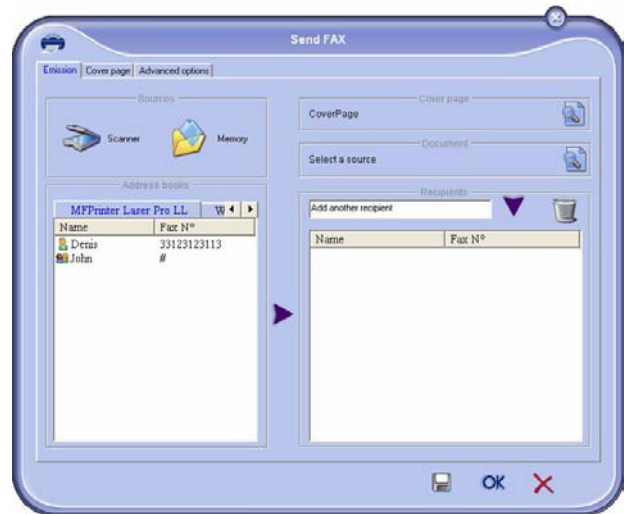 Send FAX
Emission Cover page Advanced options
Sources
Scanner Memory
Address books
MFPrinter Laser Pro LL W
Name Fax N°
Denis 33123123113
John #
Cover page
CoverPage
Document
Select a source
Recipients
Add another recipient
Name Fax N°
OK